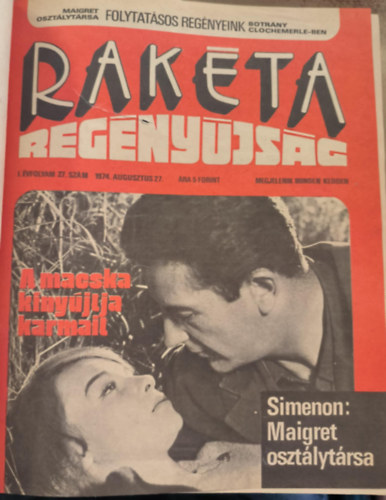 MAIGRET
OSZTÁLYTÁRSA
FOLYTATÁSOS REGÉNYEINK
BOTRÁNY
CLOCHEMERLE-BEN
RAKÉTA
REGÉNYÚJSÁG
I. ÉVFOLYAM 27. SZÁM 1974. AUGUSZTUS 27. ÁRA 5 FORINT MEGJELENIK MINDEN KEDDEN
A macska
kinyújtja
karmait
Simenon:
Maigret
osztálytársa